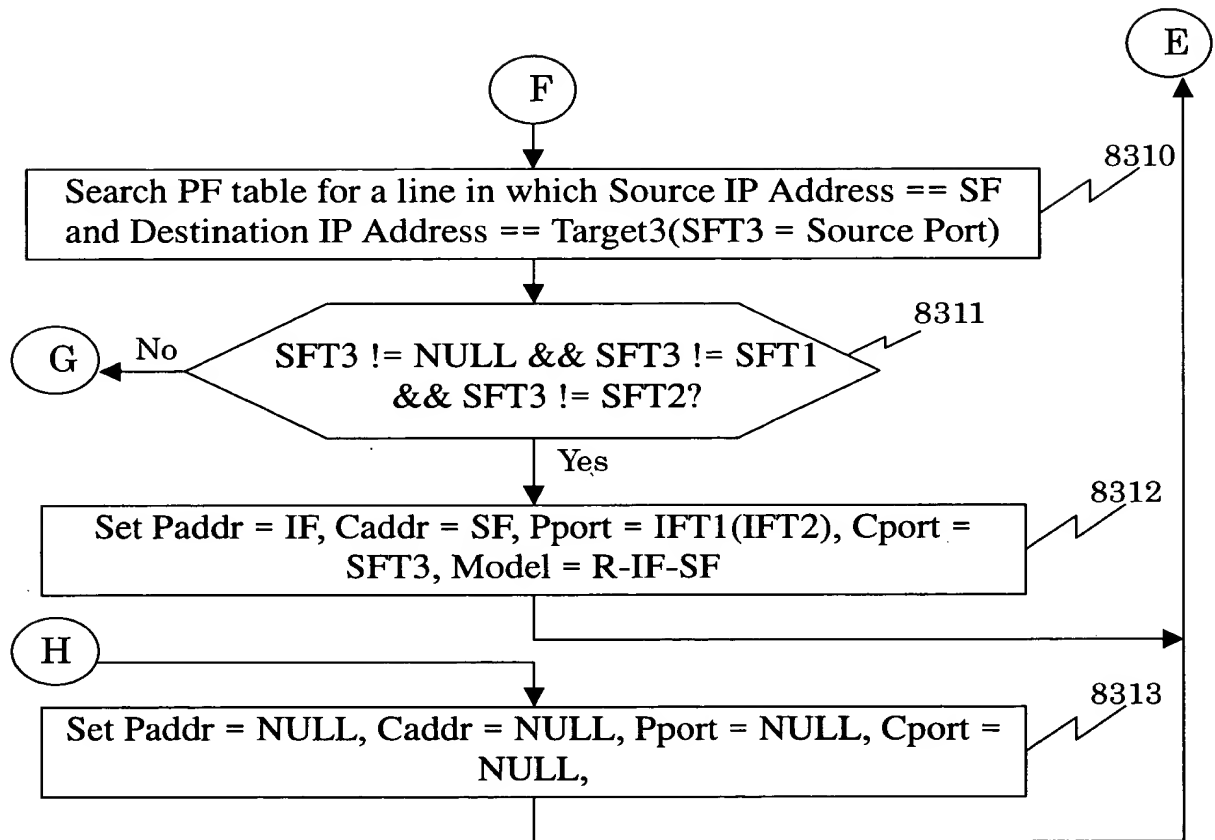 E
F
8310
Search PF table for a line in which Source IP Address == SF
and Destination IP Address == Target3(SFT3 = Source Port)
8311
G
No
SFT3 != NULL && SFT3 != SFT1
&& SFT3 != SFT2?
Yes
8312
Set Paddr = IF, Caddr = SF, Pport = IFT1(IFT2), Cport =
SFT3, Model = R-IF-SF
H
8313
Set Paddr = NULL, Caddr = NULL, Pport = NULL, Cport =
NULL,